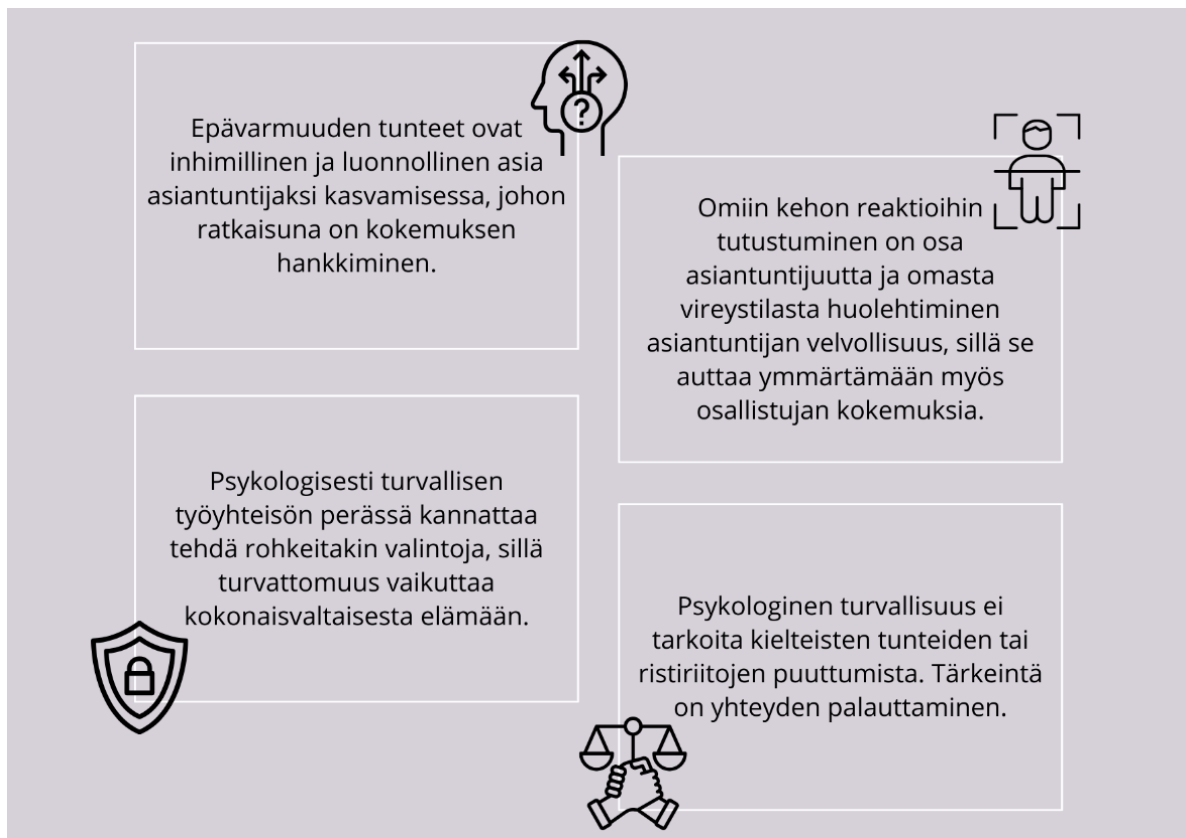 Epävarmuuden tunteet ovat
inhimillinen ja luonnollinen asia
asiantuntijaksi kasvamisessa, johon
ratkaisuna on kokemuksen
hankkiminen.
Omiin kehon reaktioihin
tutustuminen on osa
asiantuntijuutta ja omasta
vireystilasta huolehtiminen
asiantuntijan velvollisuus, sillä se
auttaa ymmärtämään myös
osallistujan kokemuksia.
Psykologisesti turvallisen
työyhteisön perässä kannattaa
tehdä rohkeitakin valintoja, sillä
turvattomuus vaikuttaa
kokonaisvaltaisesta elämään.
Psykologinen turvallisuus ei
tarkoita kielteisten tunteiden tai
ristiriitojen puuttumista. Tärkeintä
on yhteyden palauttaminen.
?